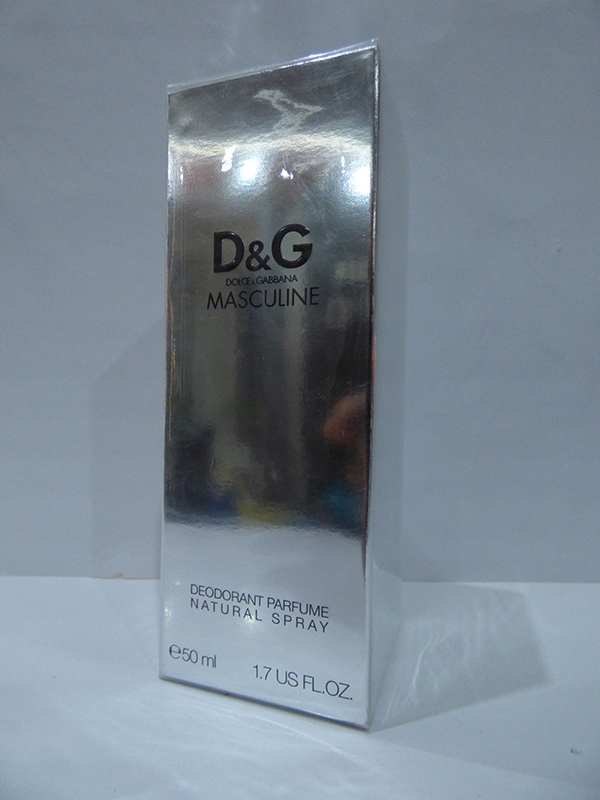 D&G
DOLCE & GABBANA
MASCULINE
DEODORANT PARFUME
NATURAL SPRAY
℮50 ml 1.7 US FL.OZ.